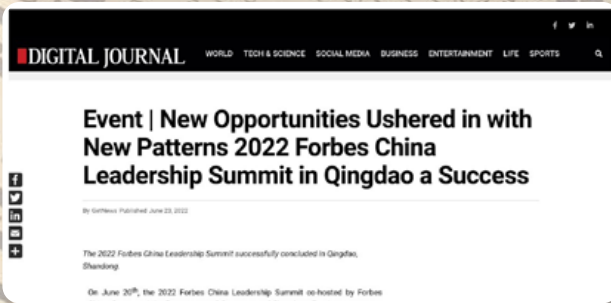 DIGITAL JOURNAL
WORLD TECH & SCIENCE SOCIAL MEDIA BUSINESS ENTERTAINMENT LIFE SPORTS
Event | New Opportunities Ushered in with
New Patterns 2022 Forbes China
Leadership Summit in Qingdao a Success
By GetNews Published June 23, 2022
The 2022 Forbes China Leadership Summit successfully concluded in Qingdao,
Shandong.
On June 20th, the 2022 Forbes China Leadership Summit co-hosted by Forbes